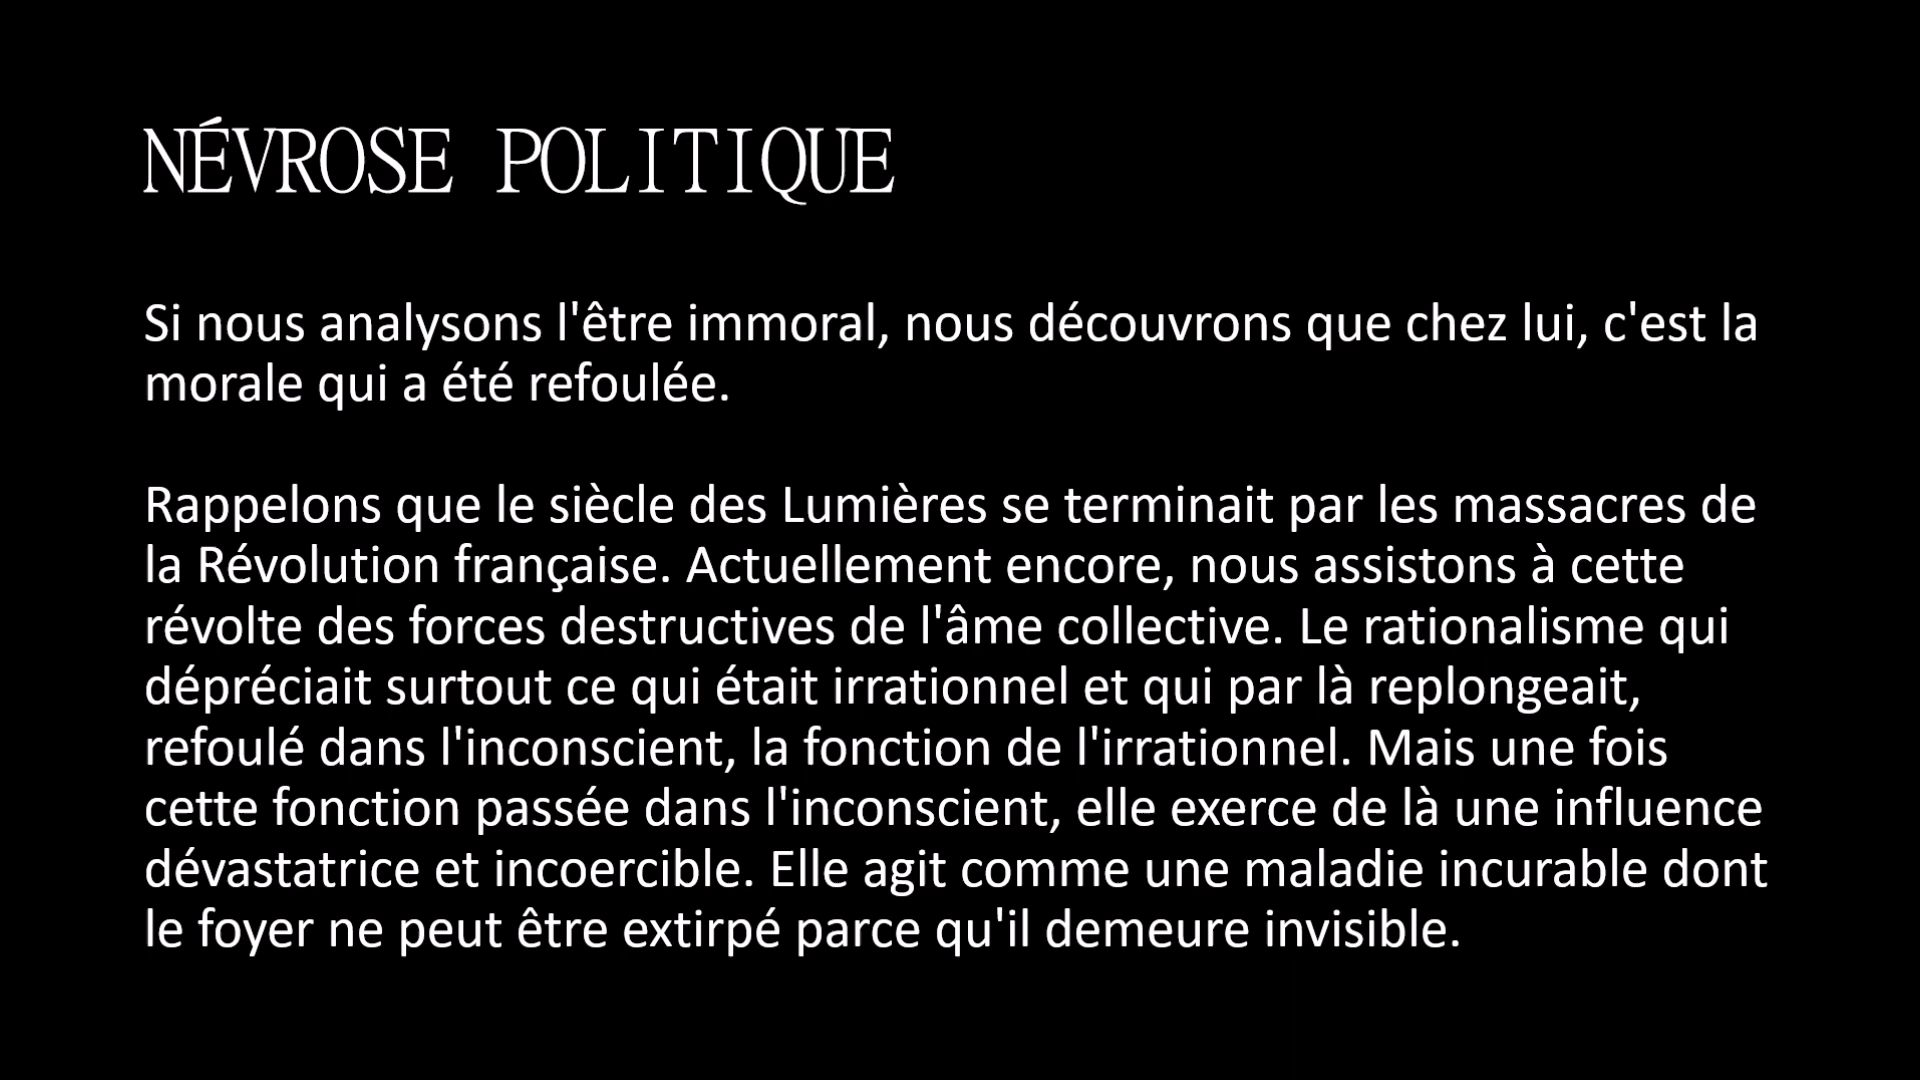 NÉVROSE POLITIQUE
Si nous analysons l'être immoral, nous découvrons que chez lui, c'est la
morale qui a été refoulée.
Rappelons que le siècle des Lumières se terminait par les massacres de
la Révolution française. Actuellement encore, nous assistons à cette
révolte des forces destructives de l'âme collective. Le rationalisme qui
dépréciait surtout ce qui était irrationnel et qui par là replongeait,
refoulé dans l'inconscient, la fonction de l'irrationnel. Mais une fois
cette fonction passée dans l'inconscient, elle exerce de là une influence
dévastatrice et incoercible. Elle agit comme une maladie incurable dont
le foyer ne peut être extirpé parce qu'il demeure invisible.